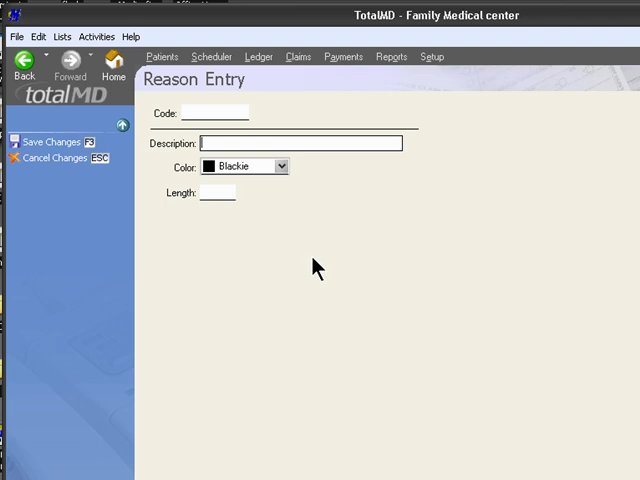 TotalMD - Family Medical center
File Edit Lists Activities Help
Back Forward Home
Patients Scheduler Ledger Claims Payments Reports Setup
Reason Entry
totalMD
Code:
Save Changes F3
Description:
Cancel Changes ESC
Color: Blackie
Length: